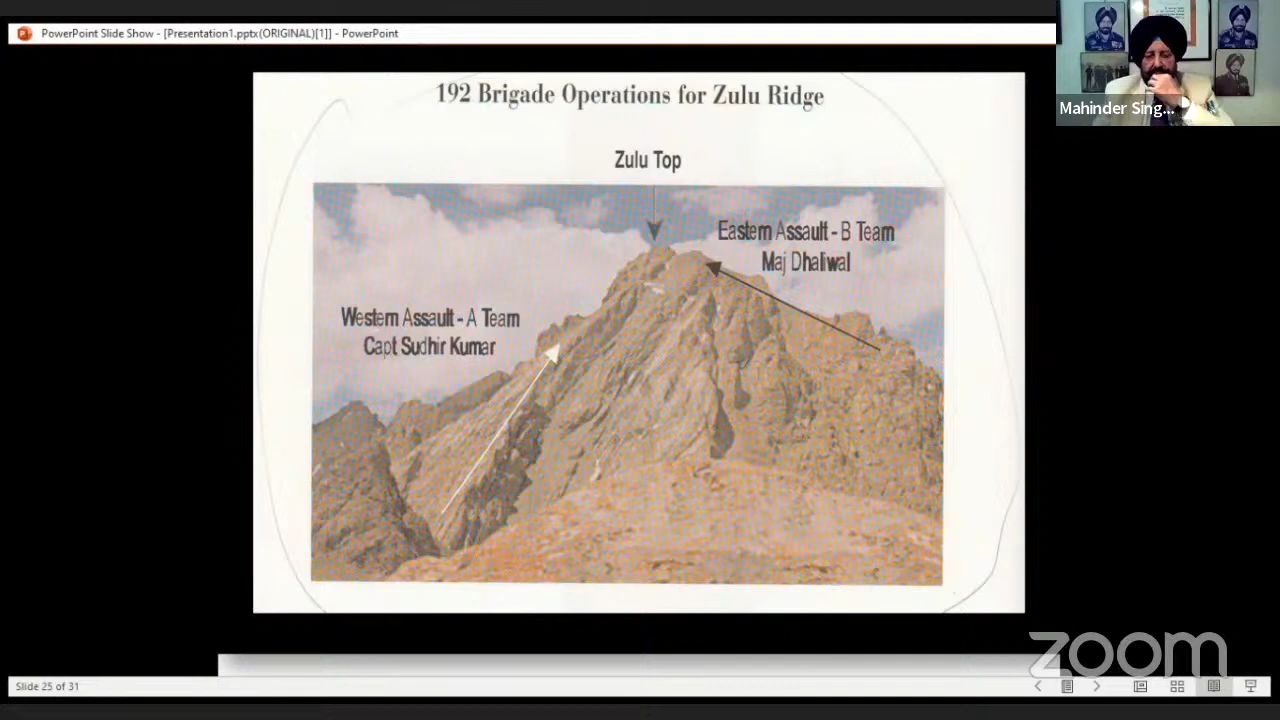 PowerPoint Slide Show - [Presentation1.pptx(ORIGINAL)[1]] - PowerPoint
Mahinder Sing...
192 Brigade Operations for Zulu Ridge
Zulu Top
Eastern Assault - B Team
Maj Dhaliwal
Western Assault - A Team
Capt Sudhir Kumar
zoom
Slide 25 of 31